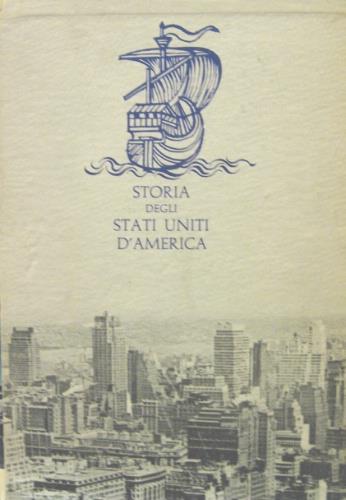 STORIA
DEGLI
STATI UNITI
D'AMERICA